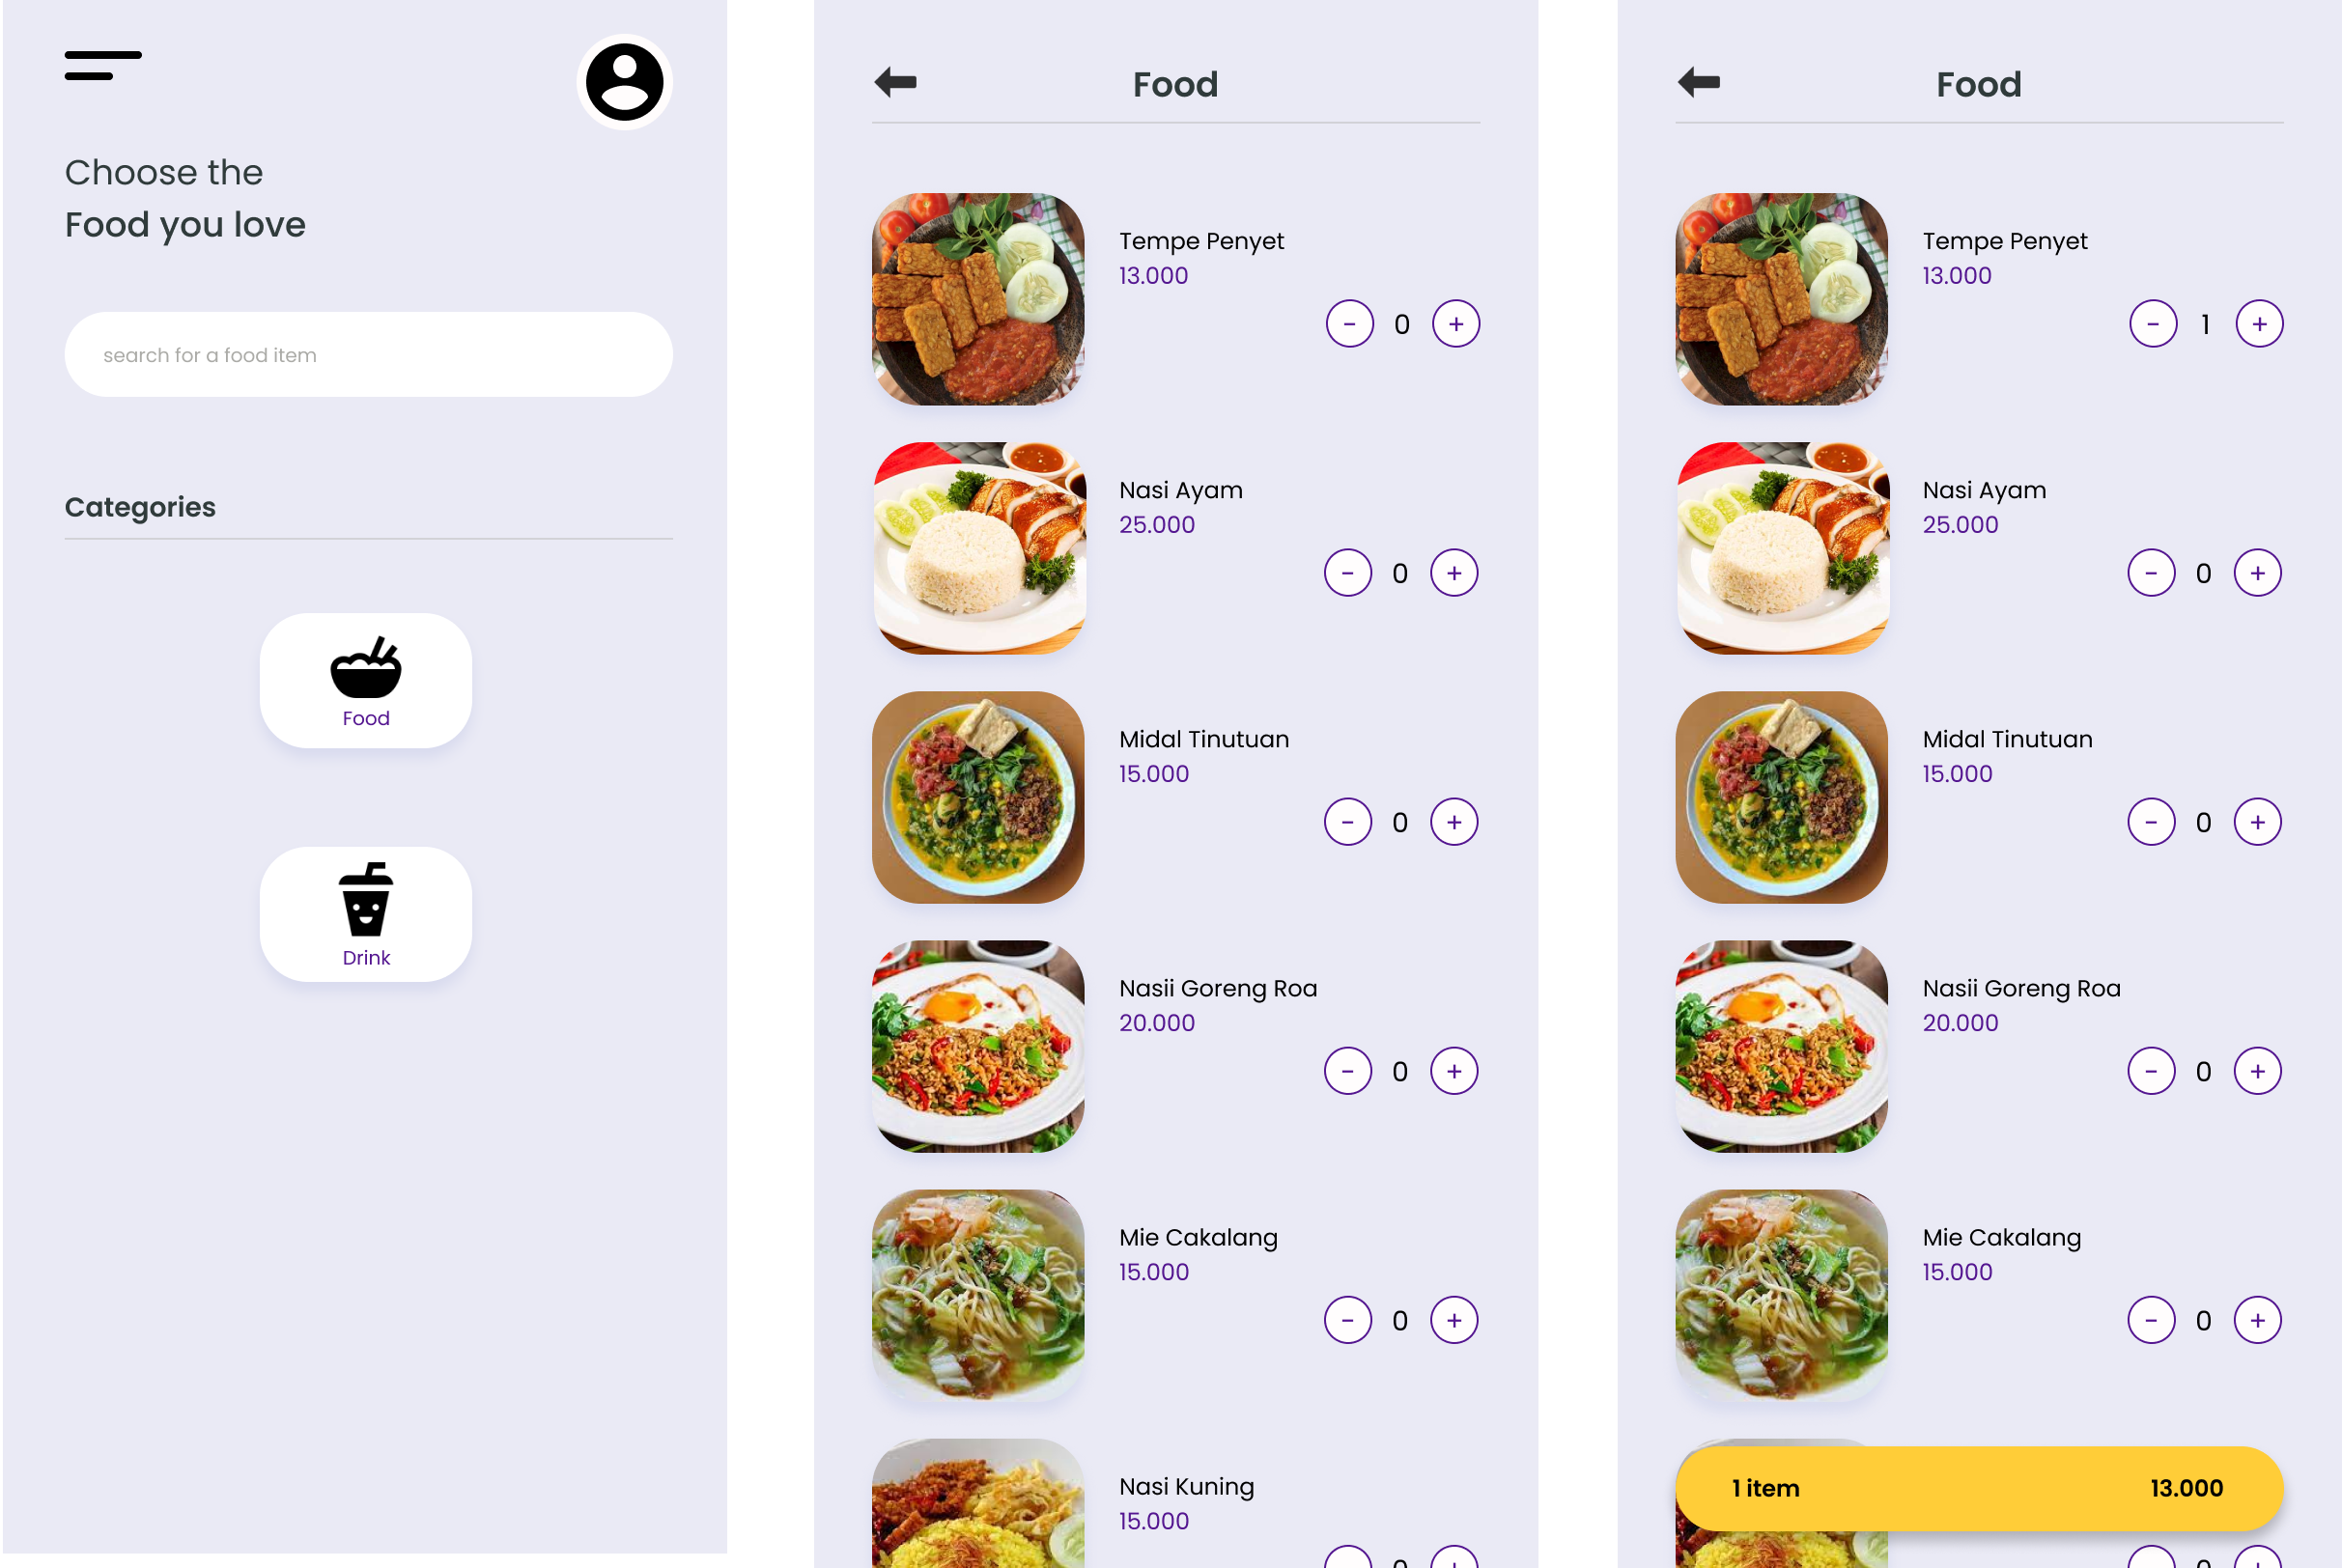 Choose the
Food you love
search for a food item
Categories
Food
Drink
Food
Tempe Penyet
13.000
- 0 +
Nasi Ayam
25.000
- 0 +
Midal Tinutuan
15.000
- 0 +
Nasii Goreng Roa
20.000
- 0 +
Mie Cakalang
15.000
- 0 +
Nasi Kuning
15.000
Food
Tempe Penyet
13.000
- 1 +
Nasi Ayam
25.000
- 0 +
Midal Tinutuan
15.000
- 0 +
Nasii Goreng Roa
20.000
- 0 +
Mie Cakalang
15.000
- 0 +
1 item 13.000